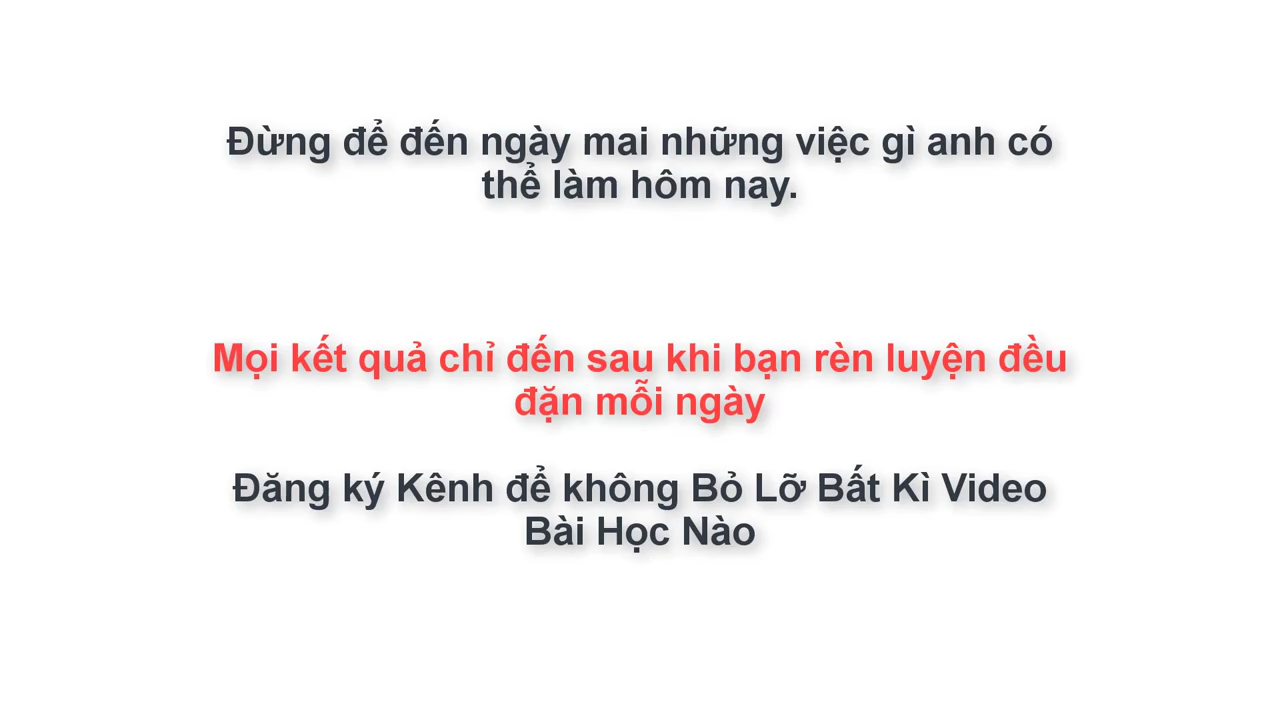 Đừng để đến ngày mai những việc gì anh có
thể làm hôm nay.
Mọi kết quả chỉ đến sau khi bạn rèn luyện đều
đặn mỗi ngày
Đăng ký Kênh để không Bỏ Lỡ Bất Kì Video
Bài Học Nào